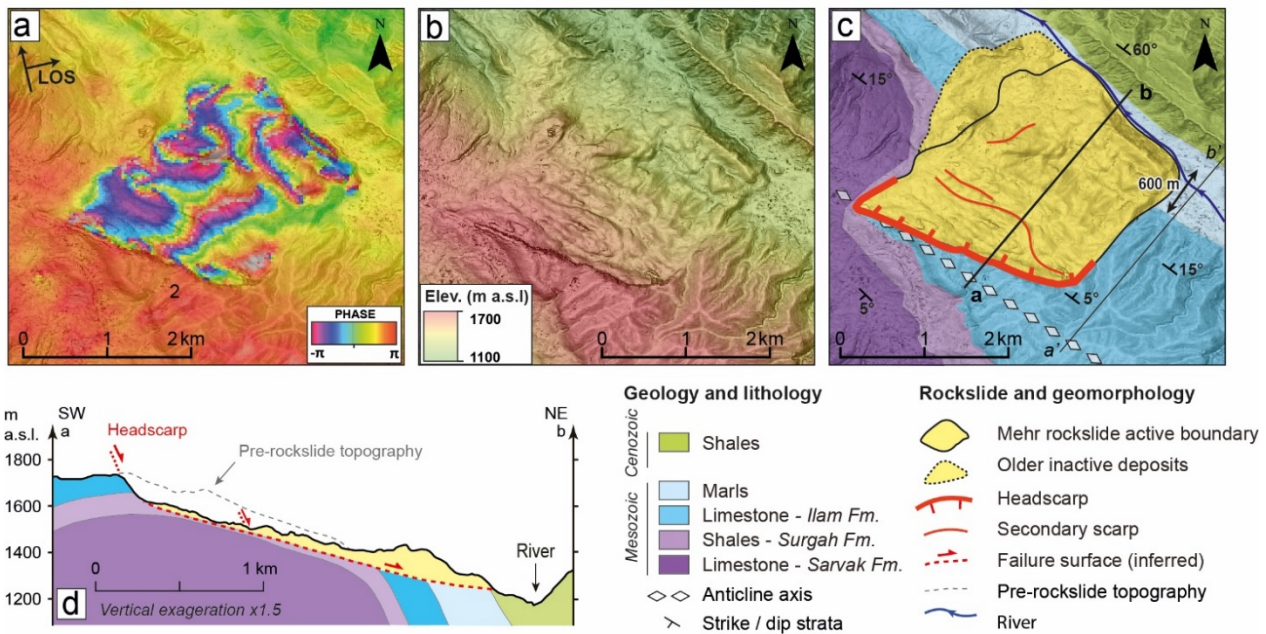 a
LOS
N
2
PHASE
-π π
0 1 2 km
b
N
Elev. (m a.s.l)
1700
1100
0 1 2 km
c
N
60°
15°
b
b'
600 m
15°
a
5°
5°
a'
0 1 2 km
m
a.s.l.
SW
a
NE
b
Headscarp
Pre-rockslide topography
1800
1600
1400
1200
River
0 1 km
d
Vertical exageration x1.5
Geology and lithology
Cenozoic
Shales
Mesozoic
Marls
Limestone - Ilam Fm.
Shales - Surgah Fm.
Limestone - Sarvak Fm.
Anticline axis
Strike / dip strata
Rockslide and geomorphology
Mehr rockslide active boundary
Older inactive deposits
Headscarp
Secondary scarp
Failure surface (inferred)
Pre-rockslide topography
River